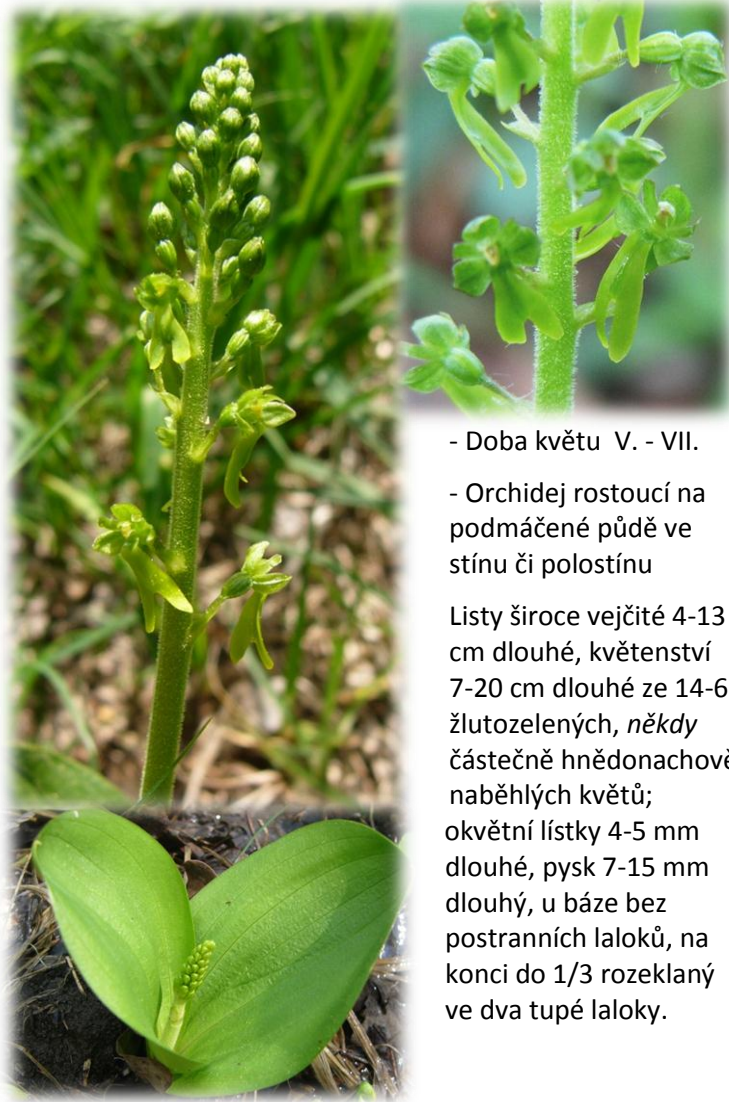 - Doba květu V. - VII.
- Orchidej rostoucí na
podmáčené půdě ve
stínu či polostínu
Listy široce vejčité 4-13
cm dlouhé, květenství
7-20 cm dlouhé ze 14-6
žlutozelených, někdy
částečně hnědonachově
naběhlých květů;
okvětní lístky 4-5 mm
dlouhé, pysk 7-15 mm
dlouhý, u báze bez
postranních laloků, na
konci do 1/3 rozeklaný
ve dva tupé laloky.